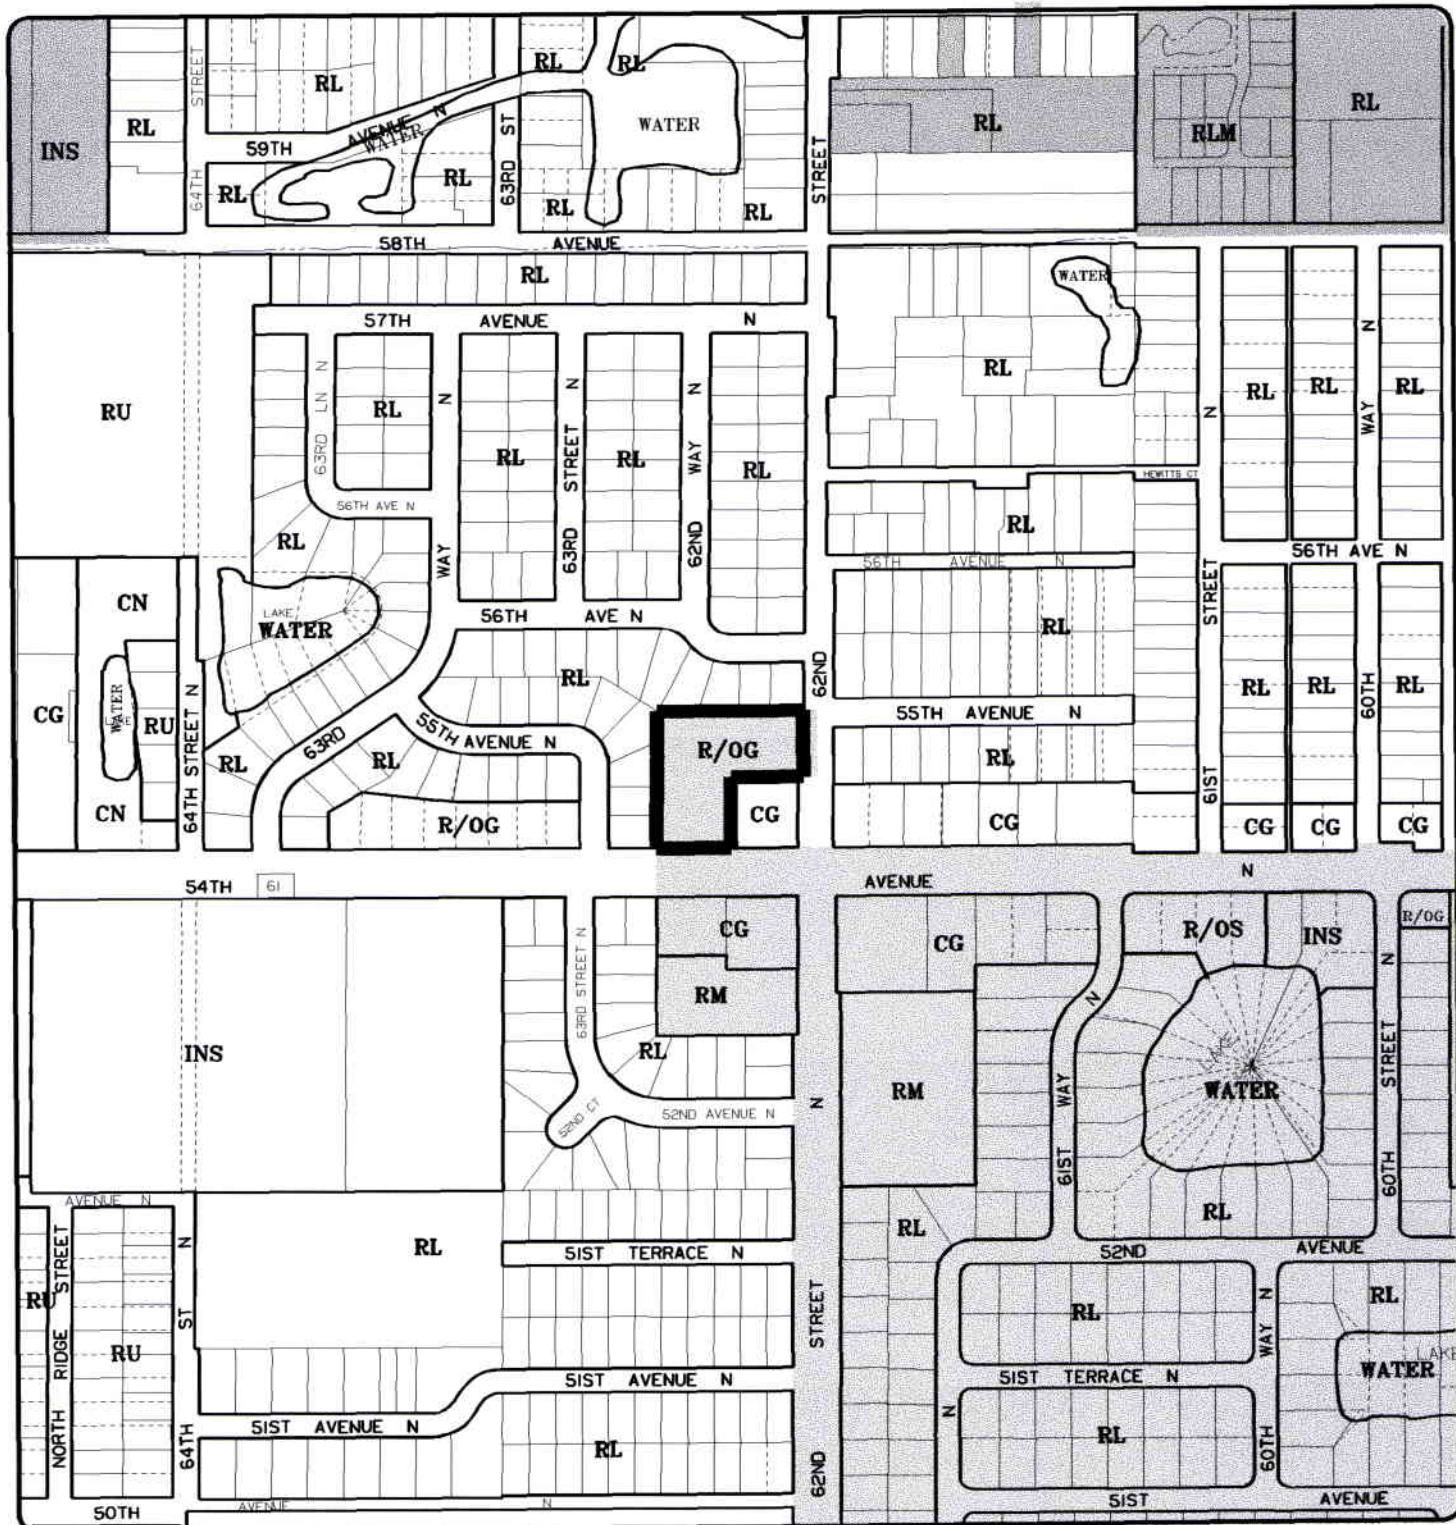 RL
RL
RL
STREET
RL
INS
RL
RL
RLM
AVENUE N
WATER
63RD ST
WATER
STREET
59TH
RL
64TH
RL
RL
RL
58TH AVENUE
RL
WATER
57TH AVENUE N
RL
RU
63RD LN N
RL
N
RL
63RD STREET N
RL
62ND WAY N
RL
N
RL
RL
WAY N
RL
HEWITTS CT
56TH AVE N
RL
RL
56TH AVENUE N
56TH AVE N
WAY
CN
LAKE
WATER
56TH AVE N
RL
RL
62ND
STREET
CG
WATER
LAKE
RU
64TH STREET N
RL
63RD
55TH AVENUE N
RL
R/OG
55TH AVENUE N
RL
61ST
RL
RL
60TH
RL
CN
R/OG
CG
CG
CG
CG
CG
54TH
61
AVENUE
N
R/OG
CG
CG
R/OS
INS
63RD STREET N
RM
N
N
INS
RL
LAKE
WATER
STREET
RM
52ND CT
52ND AVENUE N
N
61ST WAY
60TH
AVENUE N
RL
RL
RL
51ST TERRACE N
52ND AVENUE
NORTH RIDGE STREET
RU
64TH ST N
STREET
RL
WAY N
RL
RU
LAKE
WATER
51ST AVENUE N
51ST TERRACE N
51ST AVENUE N
RL
N
RL
62ND
60TH
50TH
AVENUE N
51ST AVENUE